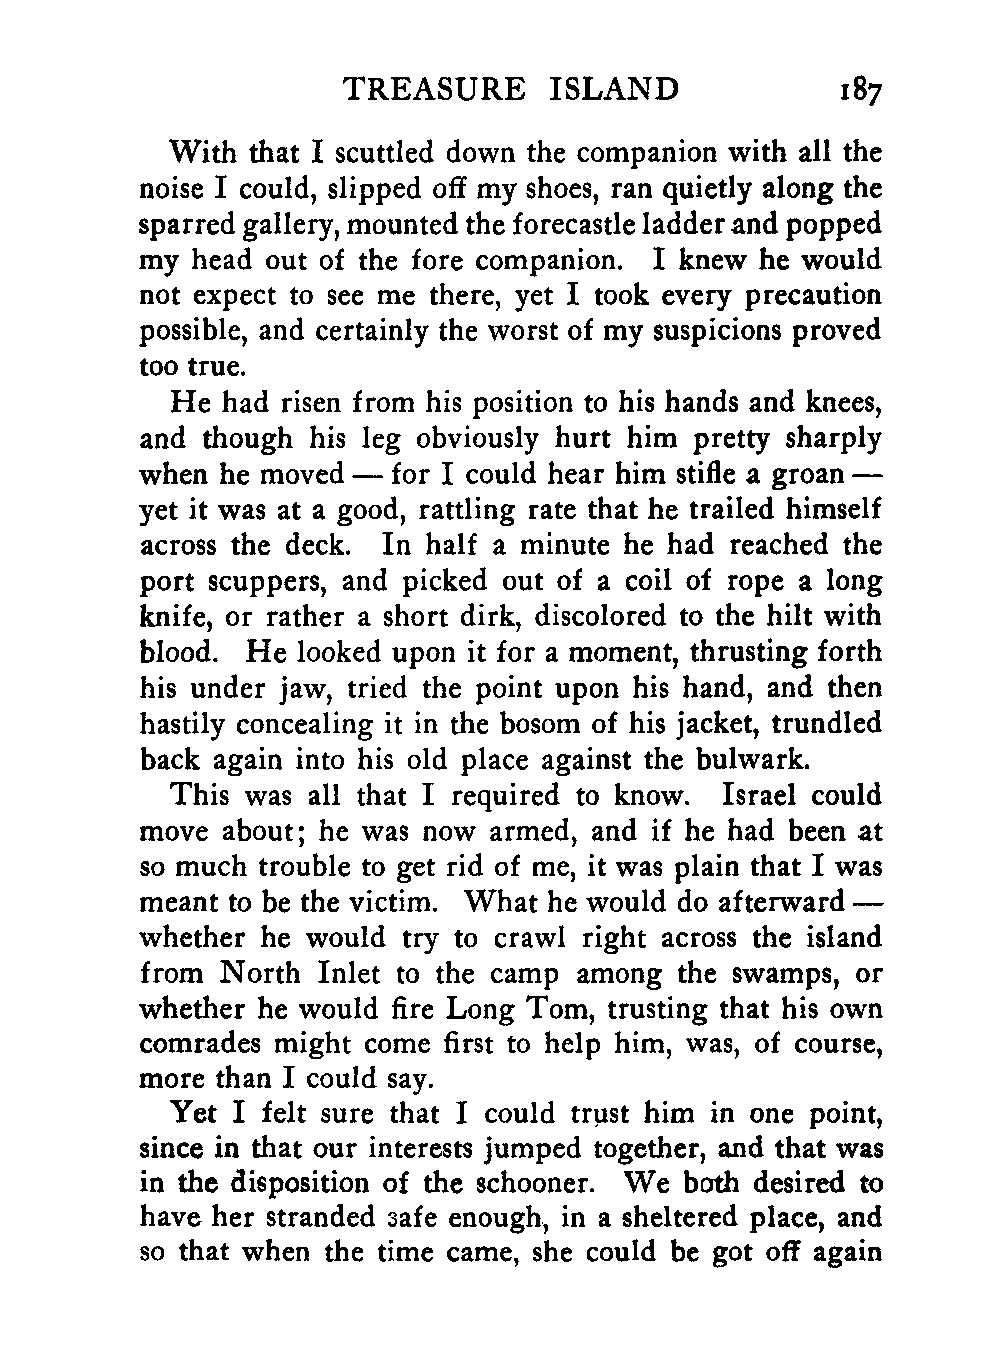 TREASURE ISLAND 187
With that I scuttled down the companion with all the
noise I could, slipped off my shoes, ran quietly along the
sparred gallery, mounted the forecastle ladder and popped
my head out of the fore companion. I knew he would
not expect to see me there, yet I took every precaution
possible, and certainly the worst of my suspicions proved
too true.
He had risen from his position to his hands and knees,
and though his leg obviously hurt him pretty sharply
when he moved — for I could hear him stifle a groan —
yet it was at a good, rattling rate that he trailed himself
across the deck. In half a minute he had reached the
port scuppers, and picked out of a coil of rope a long
knife, or rather a short dirk, discolored to the hilt with
blood. He looked upon it for a moment, thrusting forth
his under jaw, tried the point upon his hand, and then
hastily concealing it in the bosom of his jacket, trundled
back again into his old place against the bulwark.
This was all that I required to know. Israel could
move about; he was now armed, and if he had been at
so much trouble to get rid of me, it was plain that I was
meant to be the victim. What he would do afterward —
whether he would try to crawl right across the island
from North Inlet to the camp among the swamps, or
whether he would fire Long Tom, trusting that his own
comrades might come first to help him, was, of course,
more than I could say.
Yet I felt sure that I could trust him in one point,
since in that our interests jumped together, and that was
in the disposition of the schooner. We both desired to
have her stranded safe enough, in a sheltered place, and
so that when the time came, she could be got off again